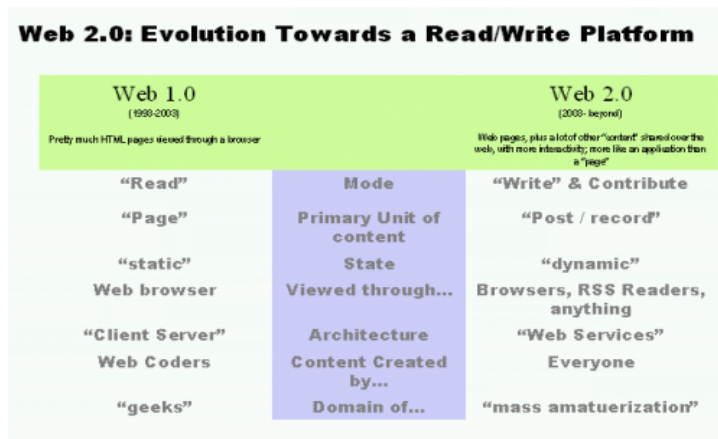 Web 2.0: Evolution Towards a Read/Write Platform
Web 1.0
(1993-2003)
Pretty much HTML pages viewed through a browser
Web 2.0
(2003- beyond)
Web pages, plus a lot of other "content" shared over the
web, with more interactivity; more like an application than
a "page"
"Read" Mode "Write" & Contribute
"Page" Primary Unit of
content "Post / record"
"static" State "dynamic"
Web browser Viewed through... Browsers, RSS Readers,
anything
"Client Server" Architecture "Web Services"
Web Coders Content Created
by... Everyone
"geeks" Domain of... "mass amatuerization"